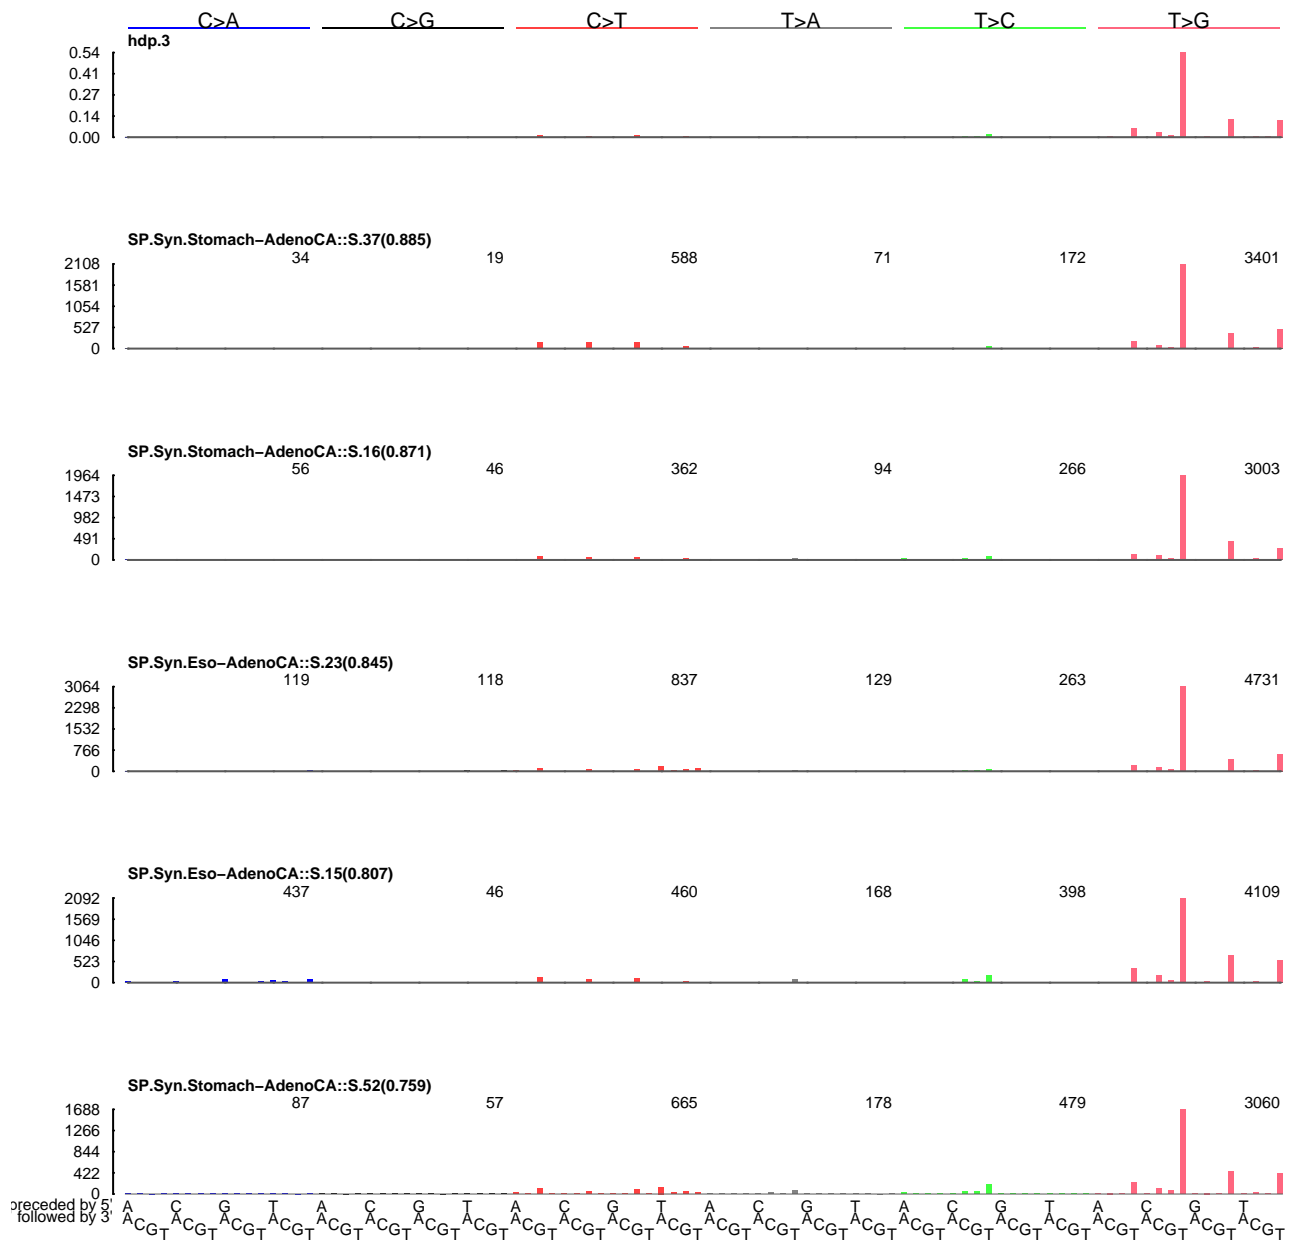 C>A C>G C>T T>A T>C T>G
hdp.3
0.54
0.41
0.27
0.14
0.00
SP.Syn.Stomach−AdenoCA::S.37(0.885)
34 19 588 71 172 3401
2108
1581
1054
527
0
SP.Syn.Stomach−AdenoCA::S.16(0.871)
56 46 362 94 266 3003
1964
1473
982
491
0
SP.Syn.Eso−AdenoCA::S.23(0.845)
119 118 837 129 263 4731
3064
2298
1532
766
0
SP.Syn.Eso−AdenoCA::S.15(0.807)
437 46 460 168 398 4109
2092
1569
1046
523
0
SP.Syn.Stomach−AdenoCA::S.52(0.759)
87 57 665 178 479 3060
1688
1266
844
422
0
preceded by 5' A C G T A C G T A C G T A C G T A C G T A C G T
followed by 3' A C G T A C G T A C G T A C G T A C G T A C G T A C G T A C G T A C G T A C G T A C G T A C G T A C G T A C G T A C G T A C G T A C G T A C G T A C G T A C G T A C G T A C G T A C G T A C G T